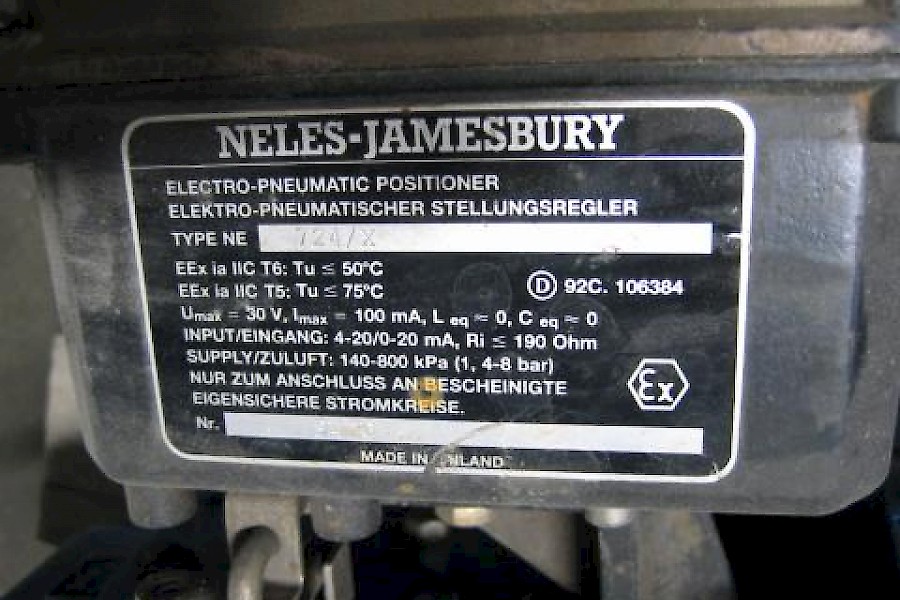 NELES-JAMESBURY
ELECTRO-PNEUMATIC POSITIONER
ELEKTRO-PNEUMATISCHER STELLUNGSREGLER
TYPE NE 724/X
EEx ia IIC T6: Tu ≤ 50°C
EEx ia IIC T5: Tu ≤ 75°C
D 92C. 106384
Umax = 30 V, Imax = 100 mA, L eq ≈ 0, C eq ≈ 0
INPUT/EINGANG: 4-20/0-20 mA, Ri ≤ 190 Ohm
SUPPLY/ZULUFT: 140-800 kPa (1, 4-8 bar)
NUR ZUM ANSCHLUSS AN BESCHEINIGTE
EIGENSICHERE STROMKREISE.
Ex
Nr.
MADE IN FINLAND